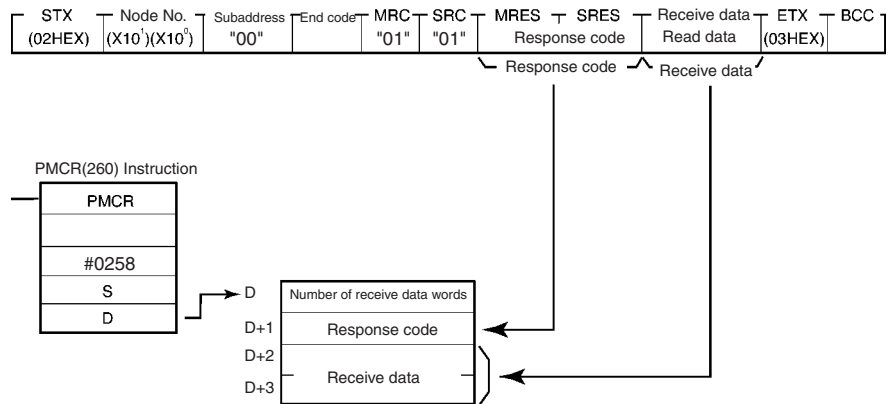 STX Node No. Subaddress End code MRC SRC MRES SRES Receive data ETX BCC
(02HEX) (X10¹)(X10⁰) "00" "01" "01" Response code Read data (03HEX)
Response code Receive data
PMCR(260) Instruction
PMCR
#0258
S
D
D Number of receive data words
D+1 Response code
D+2
Receive data
D+3